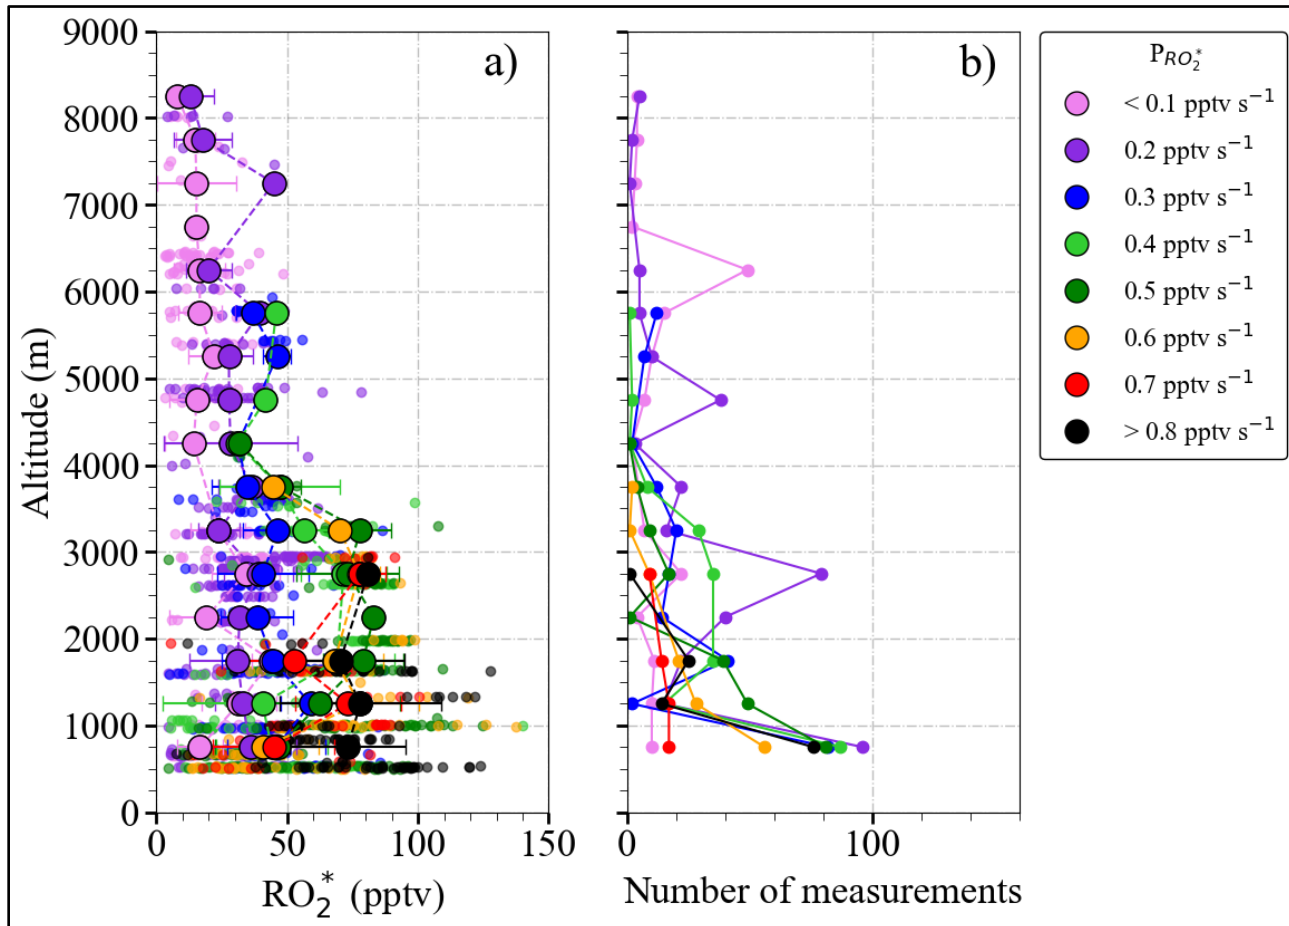 a)
b)
9000
8000
7000
6000
5000
4000
3000
2000
1000
0
Altitude (m)
0 50 100 150
RO₂* (pptv)
0 100
Number of measurements
P_{RO₂*}
< 0.1 pptv s⁻¹
0.2 pptv s⁻¹
0.3 pptv s⁻¹
0.4 pptv s⁻¹
0.5 pptv s⁻¹
0.6 pptv s⁻¹
0.7 pptv s⁻¹
> 0.8 pptv s⁻¹